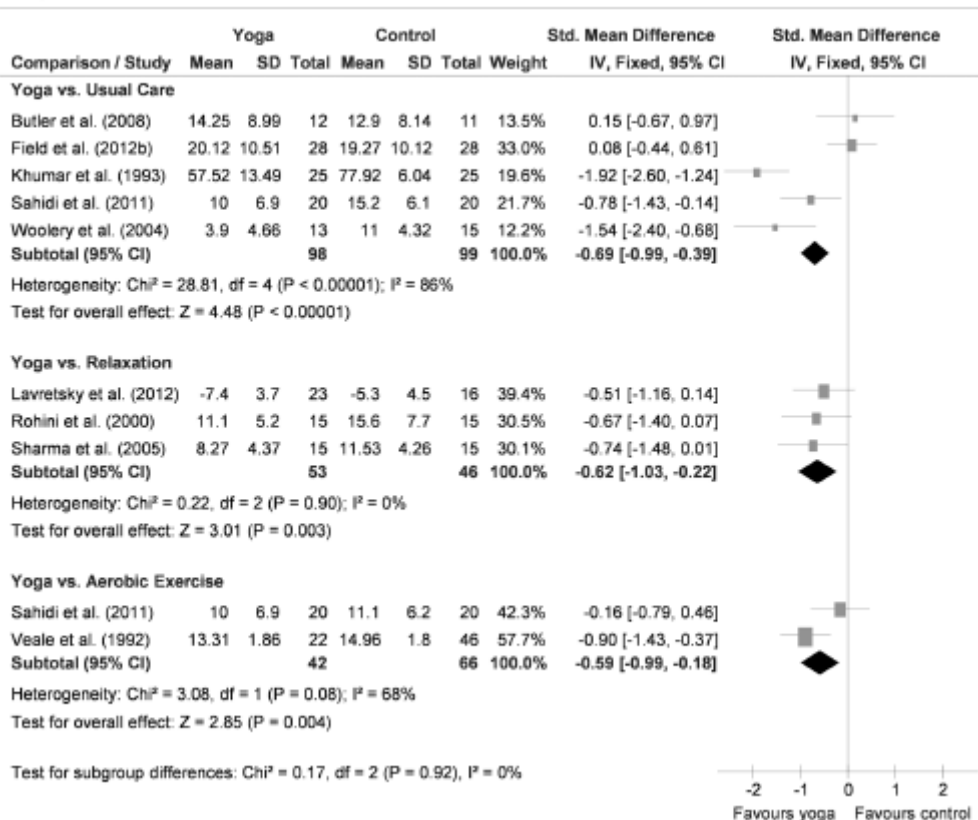 Yoga Control Std. Mean Difference Std. Mean Difference
Comparison / Study Mean SD Total Mean SD Total Weight IV, Fixed, 95% CI IV, Fixed, 95% CI
Yoga vs. Usual Care
Butler et al. (2008) 14.25 8.99 12 12.9 8.14 11 13.5% 0.15 [-0.67, 0.97]
Field et al. (2012b) 20.12 10.51 28 19.27 10.12 28 33.0% 0.08 [-0.44, 0.61]
Khumar et al. (1993) 57.52 13.49 25 77.92 6.04 25 19.6% -1.92 [-2.60, -1.24]
Sahidi et al. (2011) 10 6.9 20 15.2 6.1 20 21.7% -0.78 [-1.43, -0.14]
Woolery et al. (2004) 3.9 4.66 13 11 4.32 15 12.2% -1.54 [-2.40, -0.68]
Subtotal (95% CI) 98 99 100.0% -0.69 [-0.99, -0.39]
Heterogeneity: Chi² = 28.81, df = 4 (P < 0.00001); I² = 86%
Test for overall effect: Z = 4.48 (P < 0.00001)
Yoga vs. Relaxation
Lavretsky et al. (2012) -7.4 3.7 23 -5.3 4.5 16 39.4% -0.51 [-1.16, 0.14]
Rohini et al. (2000) 11.1 5.2 15 15.6 7.7 15 30.5% -0.67 [-1.40, 0.07]
Sharma et al. (2005) 8.27 4.37 15 11.53 4.26 15 30.1% -0.74 [-1.48, 0.01]
Subtotal (95% CI) 53 46 100.0% -0.62 [-1.03, -0.22]
Heterogeneity: Chi² = 0.22, df = 2 (P = 0.90); I² = 0%
Test for overall effect: Z = 3.01 (P = 0.003)
Yoga vs. Aerobic Exercise
Sahidi et al. (2011) 10 6.9 20 11.1 6.2 20 42.3% -0.16 [-0.79, 0.46]
Veale et al. (1992) 13.31 1.86 22 14.96 1.8 46 57.7% -0.90 [-1.43, -0.37]
Subtotal (95% CI) 42 66 100.0% -0.59 [-0.99, -0.18]
Heterogeneity: Chi² = 3.08, df = 1 (P = 0.08); I² = 68%
Test for overall effect: Z = 2.85 (P = 0.004)
Test for subgroup differences: Chi² = 0.17, df = 2 (P = 0.92), I² = 0%
-2 -1 0 1 2
Favours yoga Favours control